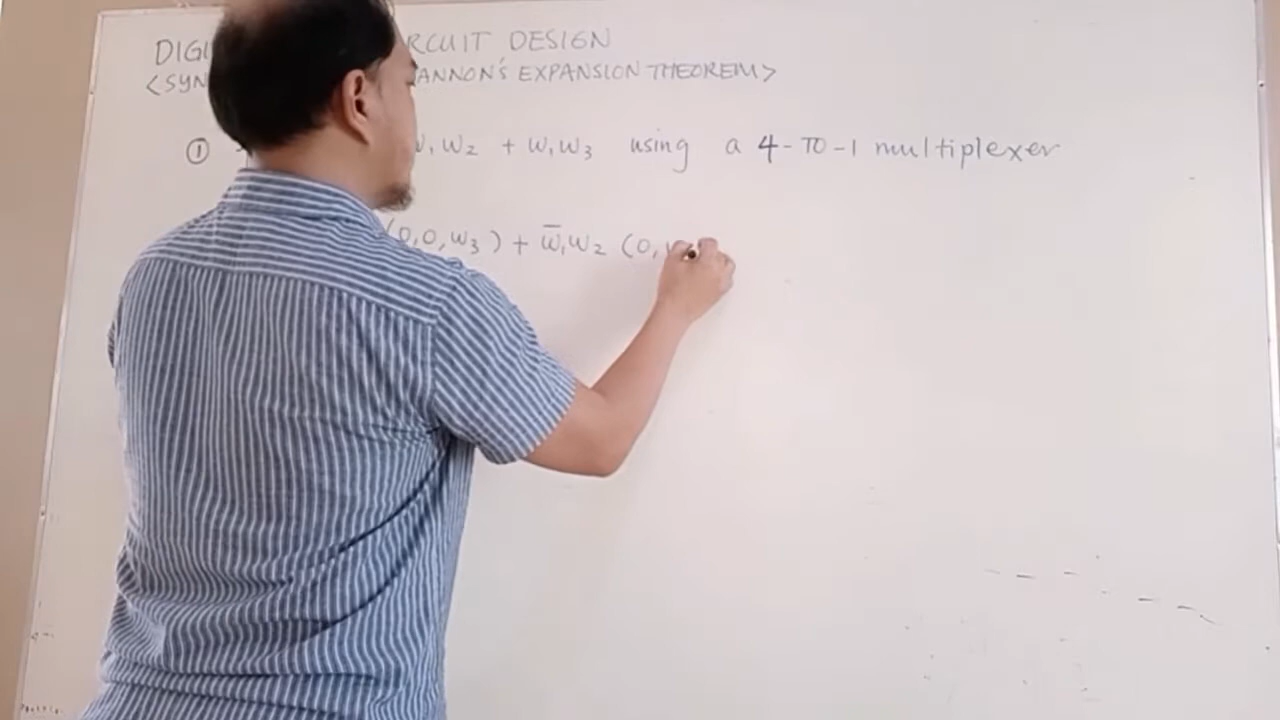 DIGI RCUIT DESIGN
<SYN ANNON'S EXPANSION THEOREM>
① W₁W₂ + W₁W₃ using a 4-TO-1 multiplexer
(0,0,W₃) + W̅₁W₂ (0,